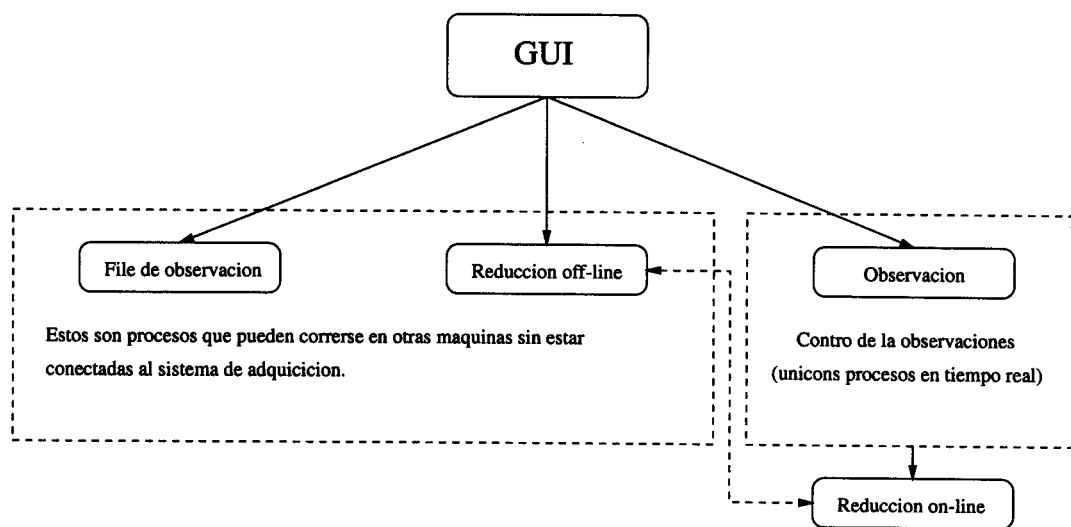 GUI
File de observacion
Reduccion off-line
Observacion
Estos son procesos que pueden correrse en otras maquinas sin estar
conectadas al sistema de adquicicion.
Contro de la observaciones
(unicons procesos en tiempo real)
Reduccion on-line